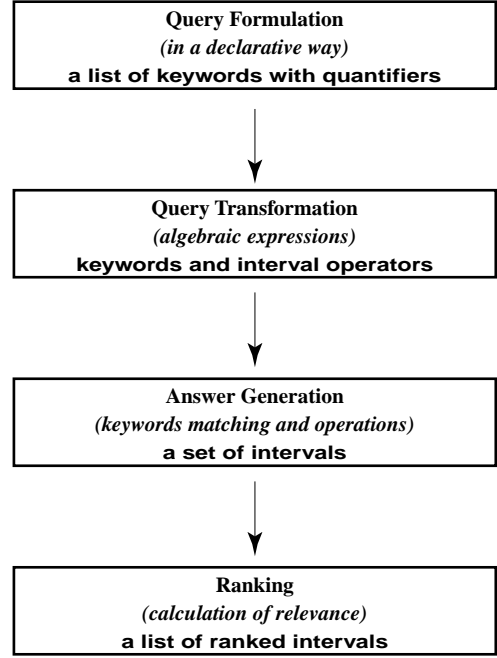 Query Formulation
(in a declarative way)
a list of keywords with quantifiers
Query Transformation
(algebraic expressions)
keywords and interval operators
Answer Generation
(keywords matching and operations)
a set of intervals
Ranking
(calculation of relevance)
a list of ranked intervals